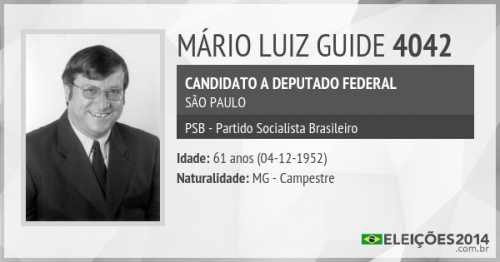 MÁRIO LUIZ GUIDE 4042
CANDIDATO A DEPUTADO FEDERAL
SÃO PAULO
PSB - Partido Socialista Brasileiro
Idade: 61 anos (04-12-1952)
Naturalidade: MG - Campestre
ELEIÇÕES2014
.com.br